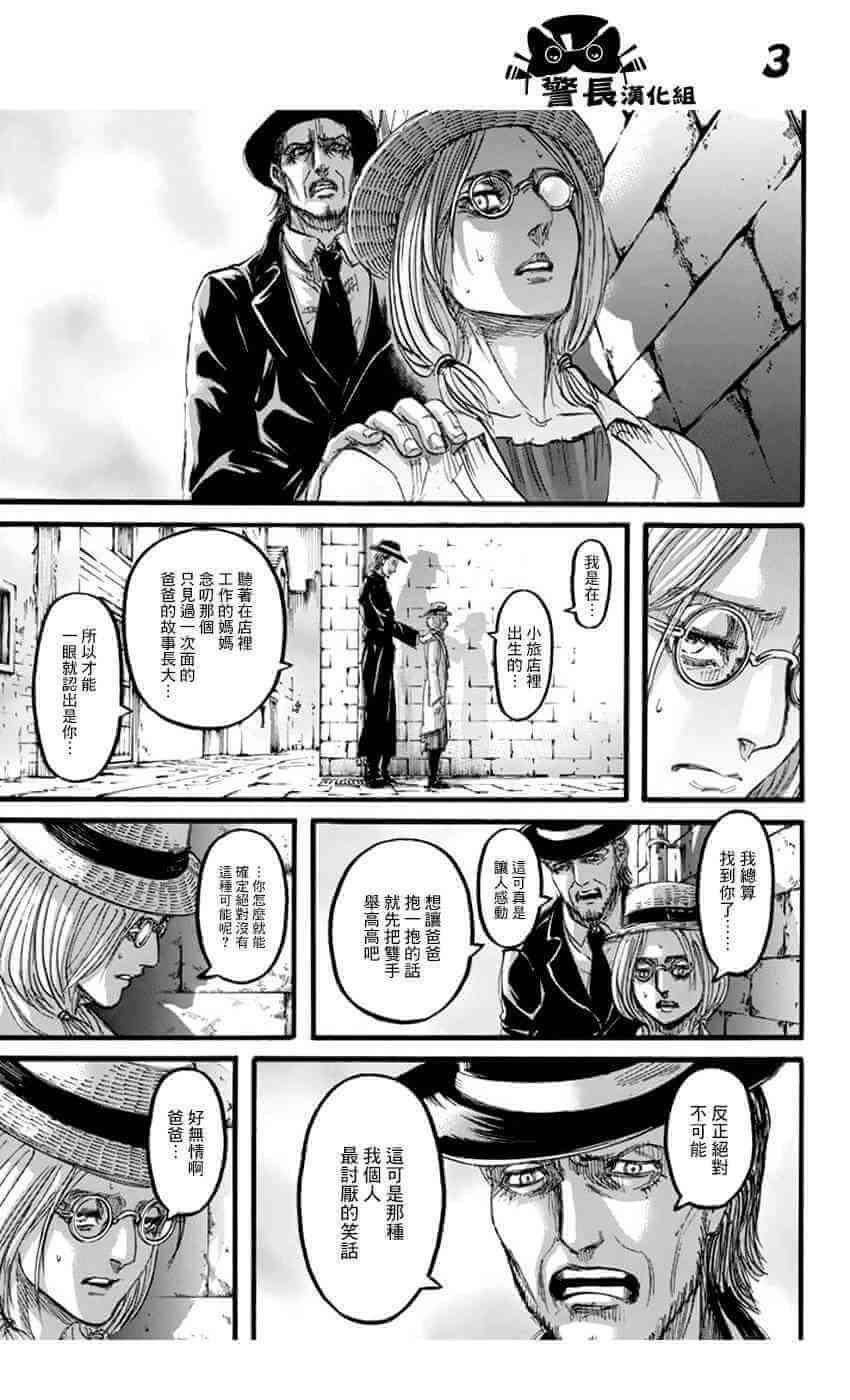 警長漢化組
3
我是在…
小旅店裡
出生的…
聽著在店裡
工作的媽媽
念叨那個
只見過一次面的
爸爸的故事長大…
所以才能
一眼就認出是你…
我總算
找到你了……
這可真是
讓人感動
想讓爸爸
抱一抱的話
就先把雙手
舉高高吧
…你怎麼就能
確定絕對沒有
這種可能呢？
反正絕對
不可能
這可是那種
我個人
最討厭的笑話
好無情啊
爸爸…